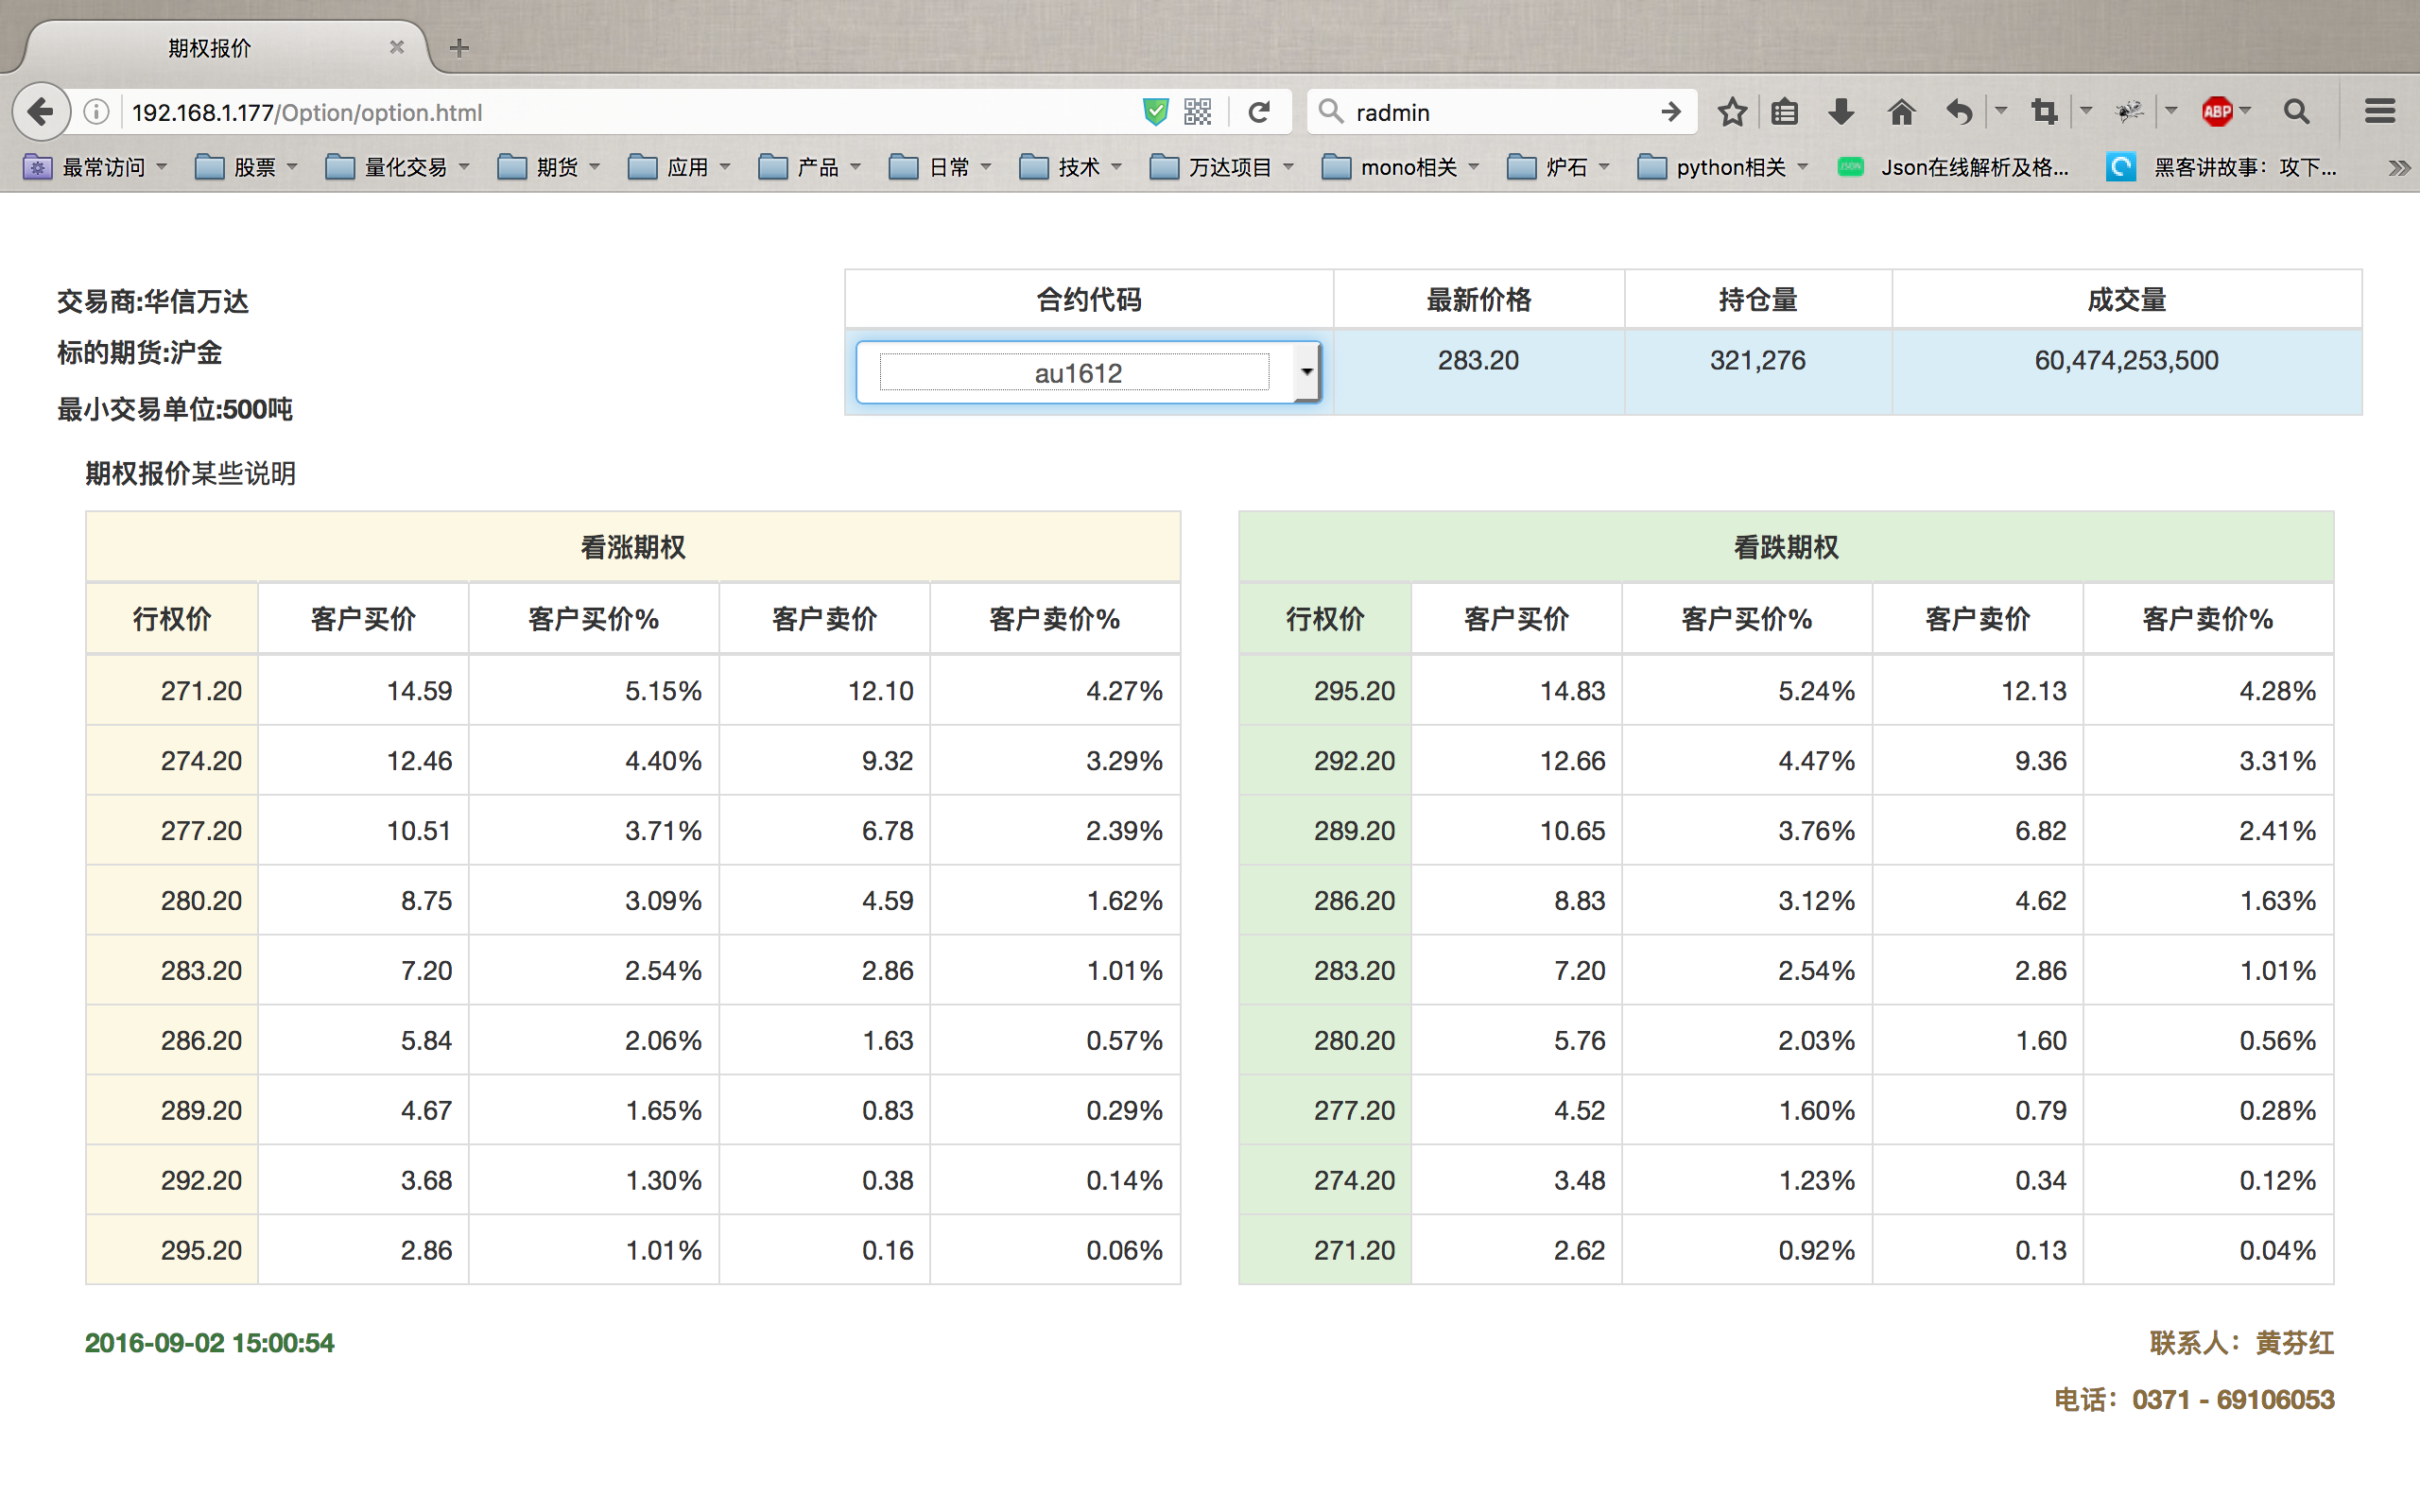 期权报价
192.168.1.177/Option/option.html
radmin
ABP
最常访问 股票 量化交易 期货 应用 产品 日常 技术 万达项目 mono相关 炉石 python相关 JSON Json在线解析及格... 黑客讲故事：攻下...
交易商:华信万达
标的期货:沪金
最小交易单位:500吨
合约代码 最新价格 持仓量 成交量
au1612 283.20 321,276 60,474,253,500
期权报价某些说明
看涨期权
行权价 客户买价 客户买价% 客户卖价 客户卖价%
271.20 14.59 5.15% 12.10 4.27%
274.20 12.46 4.40% 9.32 3.29%
277.20 10.51 3.71% 6.78 2.39%
280.20 8.75 3.09% 4.59 1.62%
283.20 7.20 2.54% 2.86 1.01%
286.20 5.84 2.06% 1.63 0.57%
289.20 4.67 1.65% 0.83 0.29%
292.20 3.68 1.30% 0.38 0.14%
295.20 2.86 1.01% 0.16 0.06%
看跌期权
行权价 客户买价 客户买价% 客户卖价 客户卖价%
295.20 14.83 5.24% 12.13 4.28%
292.20 12.66 4.47% 9.36 3.31%
289.20 10.65 3.76% 6.82 2.41%
286.20 8.83 3.12% 4.62 1.63%
283.20 7.20 2.54% 2.86 1.01%
280.20 5.76 2.03% 1.60 0.56%
277.20 4.52 1.60% 0.79 0.28%
274.20 3.48 1.23% 0.34 0.12%
271.20 2.62 0.92% 0.13 0.04%
2016-09-02 15:00:54
联系人：黄芬红
电话：0371 - 69106053